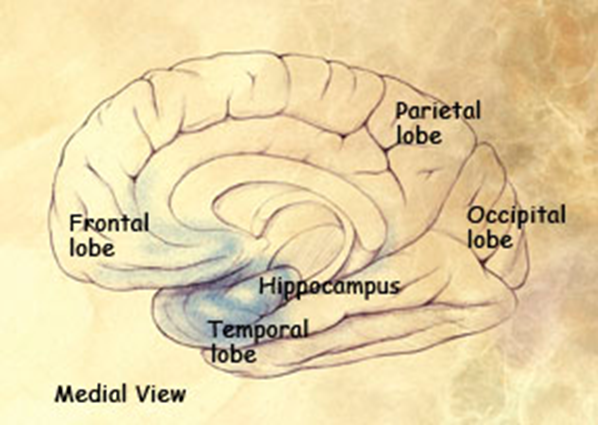 Parietal
lobe
Frontal
lobe
Occipital
lobe
Hippocampus
Temporal
lobe
Medial View